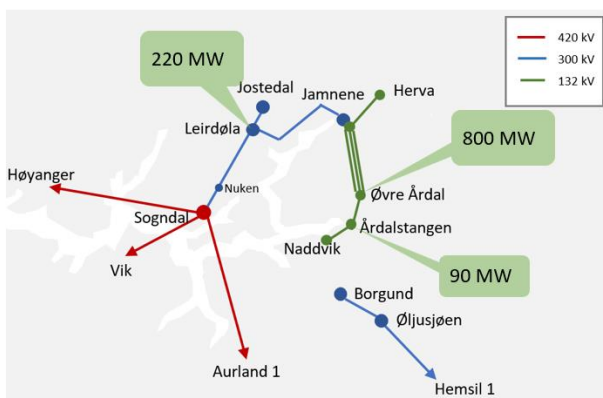 420 kV
300 kV
132 kV
220 MW
Jostedal
Jamnene
Herva
Leirdøla
800 MW
Høyanger
Nuken
Øvre Årdal
Sogndal
Årdalstangen
Naddvik
Vik
90 MW
Borgund
Øljusjøen
Aurland 1
Hemsil 1